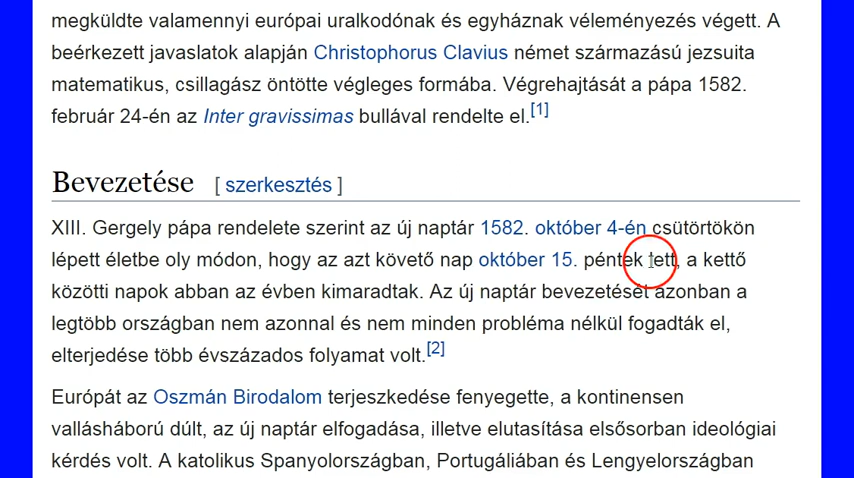 megküldte valamennyi európai uralkodónak és egyháznak véleményezés végett. A
beérkezett javaslatok alapján Christophorus Clavius német származású jezsuita
matematikus, csillagász öntötte végleges formába. Végrehajtását a pápa 1582.
február 24-én az Inter gravissimas bullával rendelte el.[1]
Bevezetése [ szerkesztés ]
XIII. Gergely pápa rendelete szerint az új naptár 1582. október 4-én csütörtökön
lépett életbe oly módon, hogy az azt követő nap október 15. péntek lett, a kettő
közötti napok abban az évben kimaradtak. Az új naptár bevezetését azonban a
legtöbb országban nem azonnal és nem minden probléma nélkül fogadták el,
elterjedése több évszázados folyamat volt.[2]
Európát az Oszmán Birodalom terjeszkedése fenyegette, a kontinensen
vallásháború dúlt, az új naptár elfogadása, illetve elutasítása elsősorban ideológiai
kérdés volt. A katolikus Spanyolországban, Portugáliában és Lengyelországban